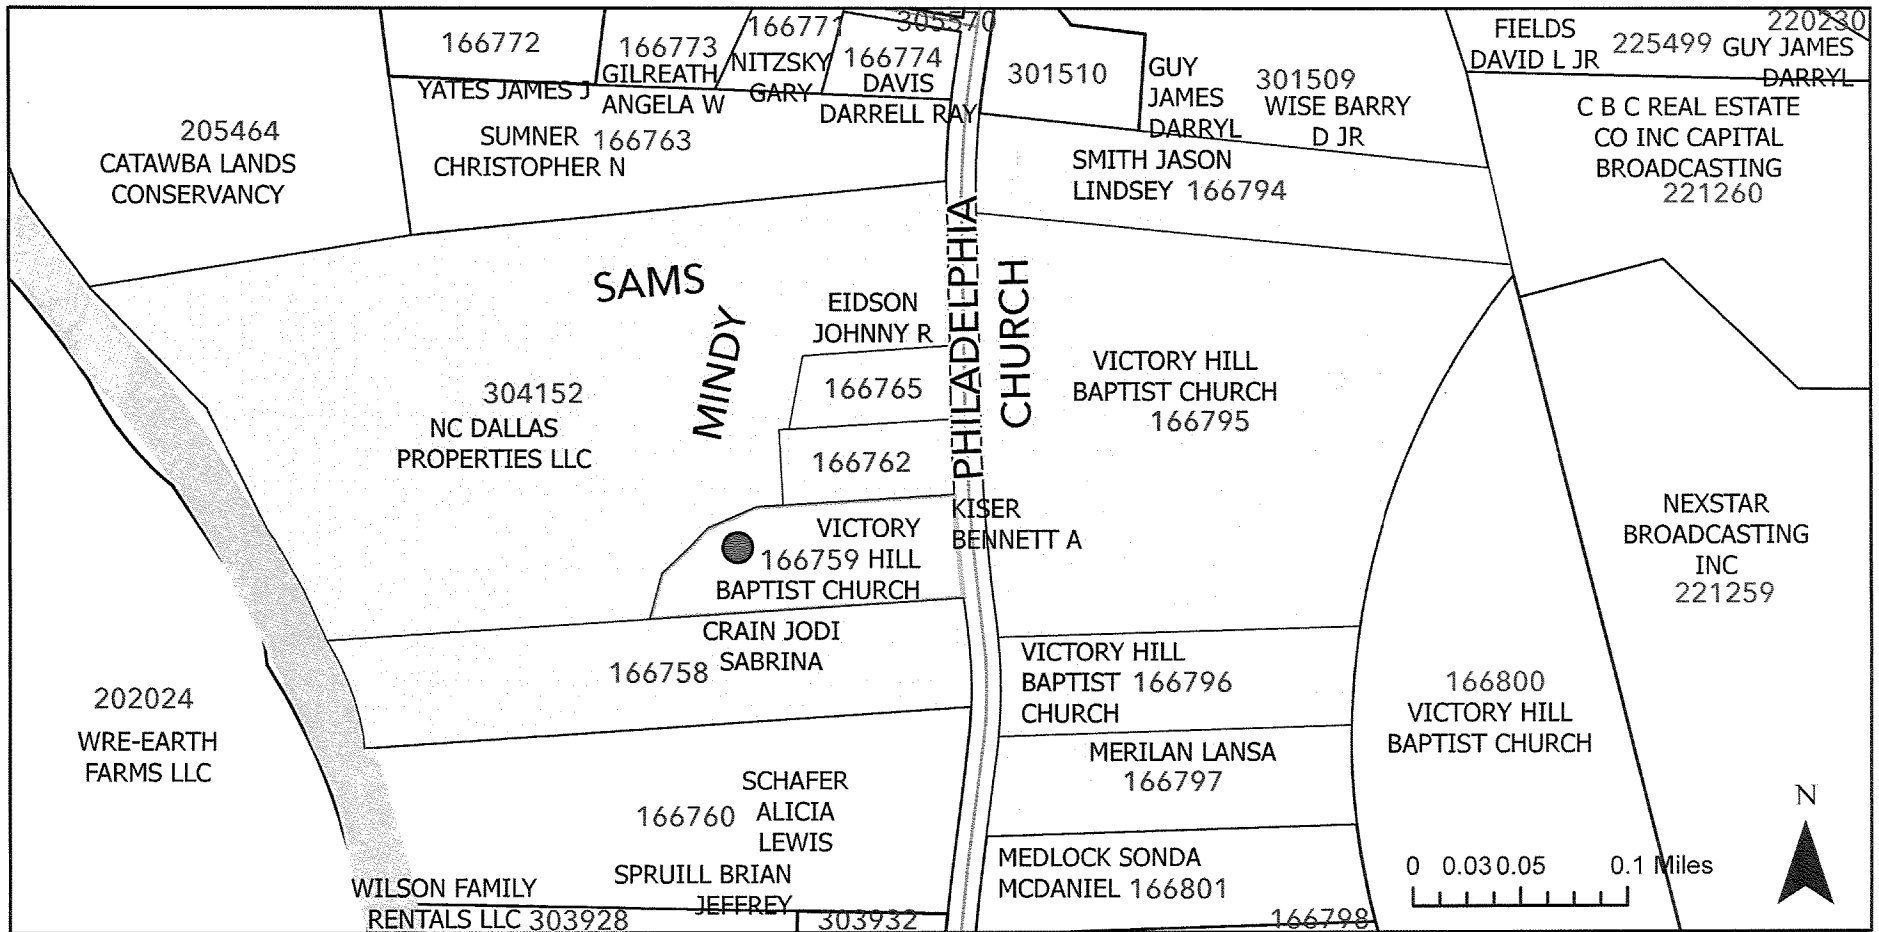 166772
166773
GILREATH
ANGELA W
166771
NITZSKY
GARY
305570
166774
DAVIS
DARRELL RAY
YATES JAMES J
SUMNER 166763
CHRISTOPHER N
205464
CATAWBA LANDS
CONSERVANCY
301510
GUY
JAMES
DARRYL
301509
WISE BARRY
D JR
FIELDS
DAVID L JR
225499
220230
GUY JAMES
DARRYL
C B C REAL ESTATE
CO INC CAPITAL
BROADCASTING
221260
SMITH JASON
LINDSEY 166794
SAMS
MINDY
PHILADELPHIA
CHURCH
EIDSON
JOHNNY R
166765
166762
304152
NC DALLAS
PROPERTIES LLC
VICTORY HILL
BAPTIST CHURCH
166795
KISER
BENNETT A
VICTORY
166759 HILL
BAPTIST CHURCH
NEXSTAR
BROADCASTING
INC
221259
CRAIN JODI
SABRINA
166758
VICTORY HILL
BAPTIST 166796
CHURCH
166800
VICTORY HILL
BAPTIST CHURCH
202024
WRE-EARTH
FARMS LLC
MERILAN LANSA
166797
SCHAFER
ALICIA
LEWIS
166760
MEDLOCK SONDA
MCDANIEL 166801
166798
SPRUILL BRIAN
JEFFREY
303932
WILSON FAMILY
RENTALS LLC 303928
N
0 0.03 0.05 0.1 Miles